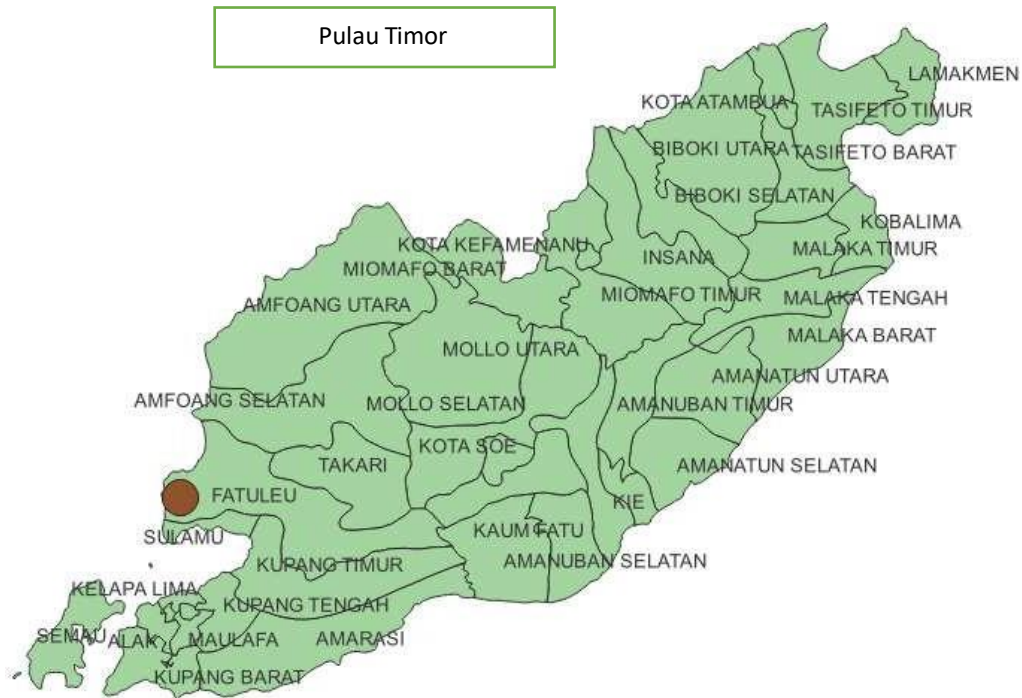 Pulau Timor
LAMAKMEN
KOTA ATAMBUA
TASIFETO TIMUR
BIBOKI UTARA
TASIFETO BARAT
BIBOKI SELATAN
KOBALIMA
KOTA KEFAMENANU
MALAKA TIMUR
INSANA
MIOMAFO BARAT
MIOMAFO TIMUR
MALAKA TENGAH
AMFOANG UTARA
MALAKA BARAT
MOLLO UTARA
AMANATUN UTARA
AMFOANG SELATAN
MOLLO SELATAN
AMANUBAN TIMUR
KOTA SOE
TAKARI
AMANATUN SELATAN
FATULEU
KIE
SULAMU
KAUM FATU
KUPANG TIMUR
AMANUBAN SELATAN
KELAPA LIMA
KUPANG TENGAH
SEMAU
ALAK
MAULAFA
AMARASI
KUPANG BARAT